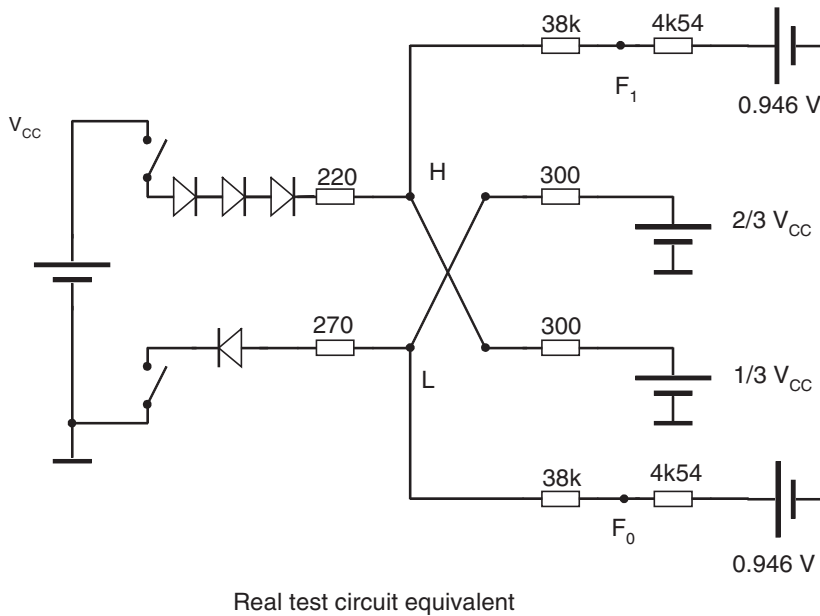 38k
4k54
F1
0.946 V
VCC
220
H
300
2/3 VCC
270
L
300
1/3 VCC
38k
4k54
F0
0.946 V
Real test circuit equivalent